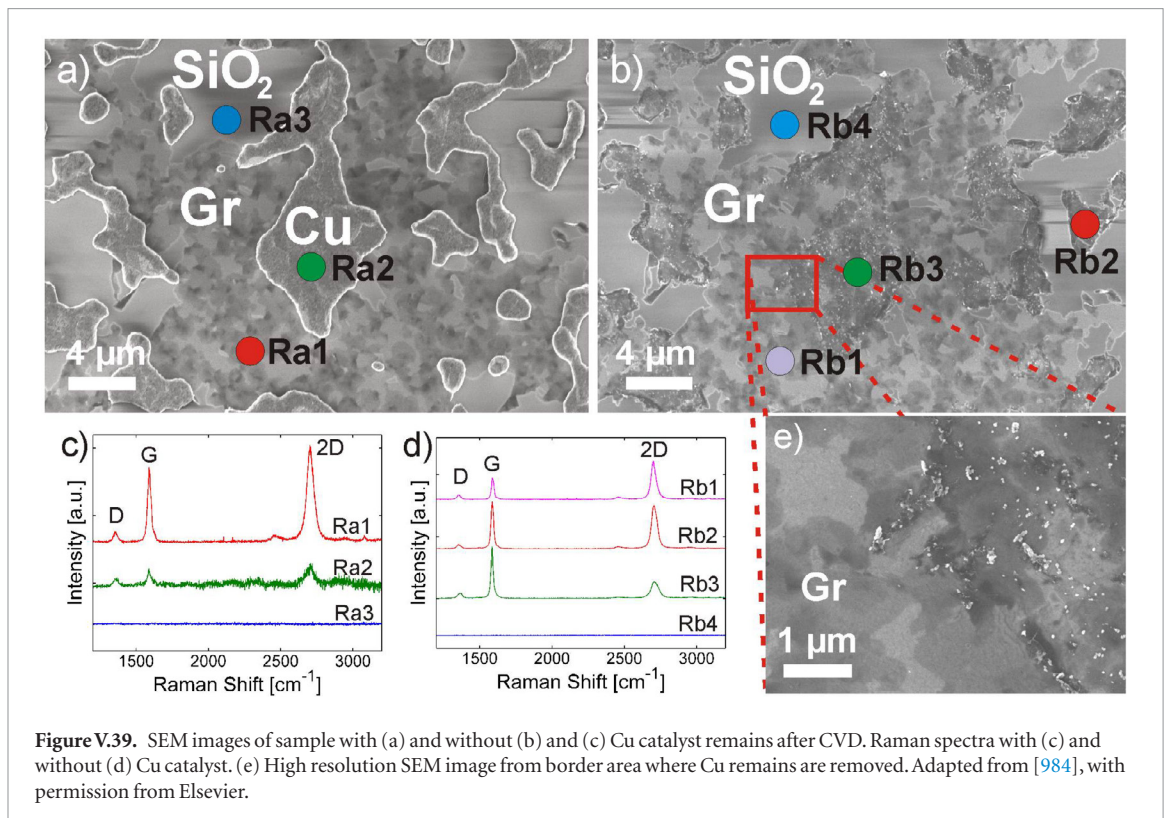 a)
SiO2
Ra3
Gr
Cu
Ra2
Ra1
4 µm
b)
SiO2
Rb4
Gr
Rb2
Rb3
Rb1
4 µm
c)
Intensity [a.u.]
D
G
2D
Ra1
Ra2
Ra3
1500 2000 2500 3000
Raman Shift [cm-1]
d)
Intensity [a.u.]
D
G
2D
Rb1
Rb2
Rb3
Rb4
1500 2000 2500 3000
Raman Shift [cm-1]
e)
Gr
1 µm
Figure V.39. SEM images of sample with (a) and without (b) and (c) Cu catalyst remains after CVD. Raman spectra with (c) and
without (d) Cu catalyst. (e) High resolution SEM image from border area where Cu remains are removed. Adapted from [984], with
permission from Elsevier.